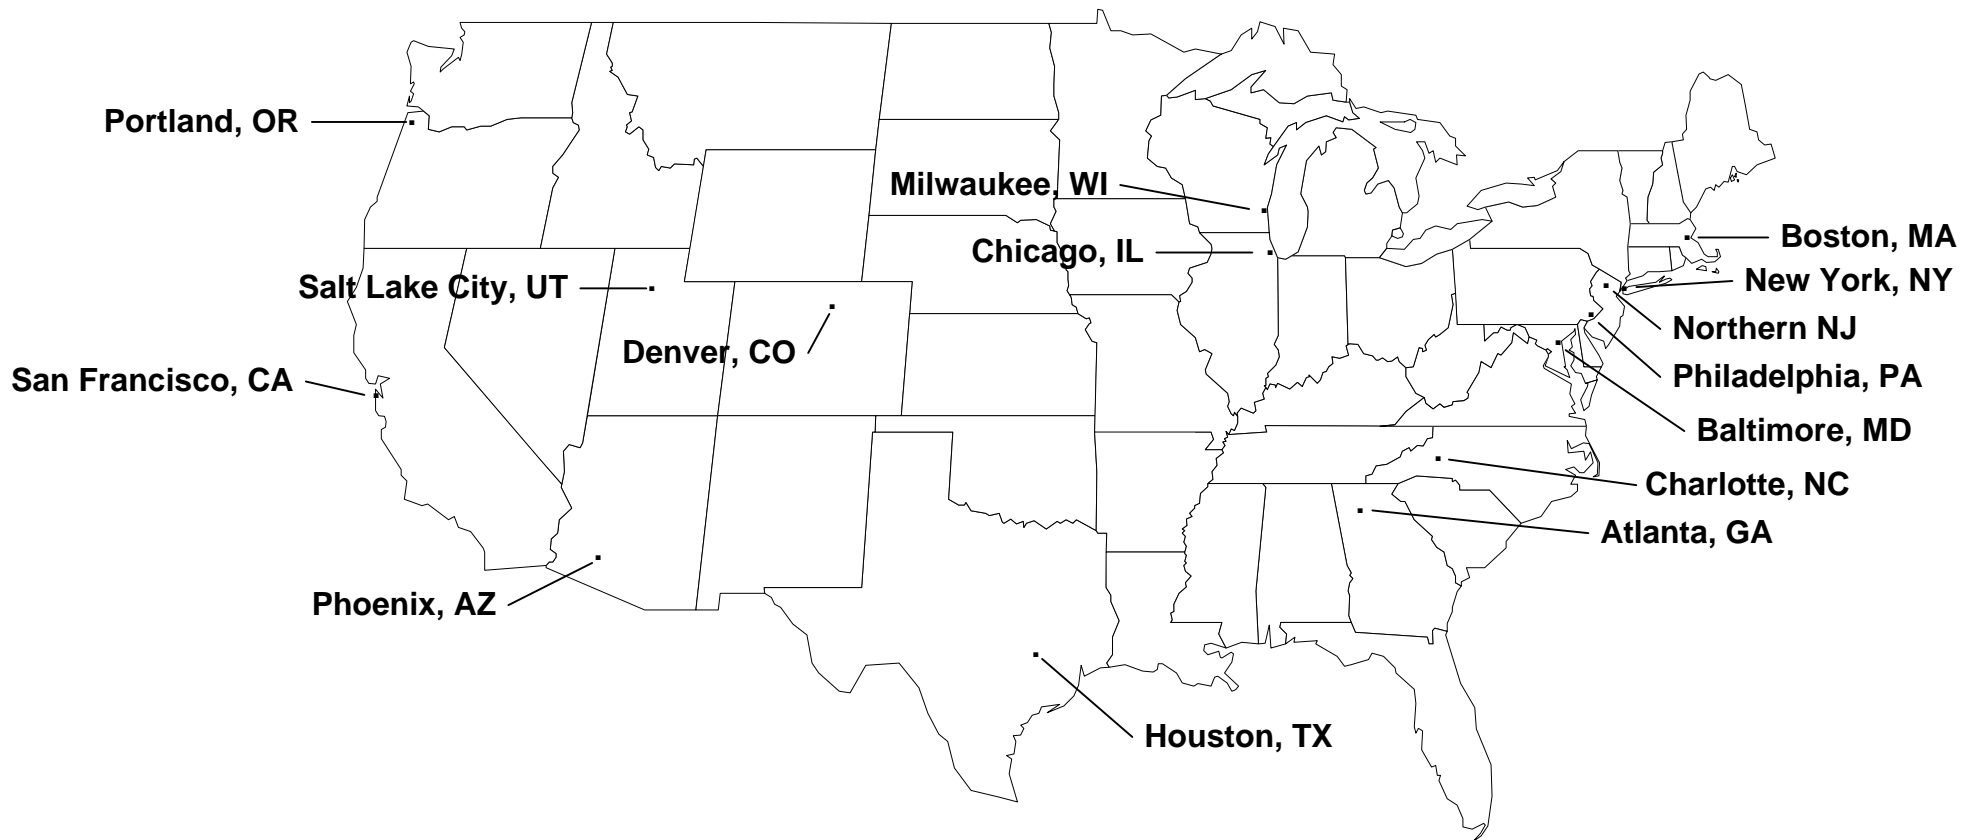 Portland, OR
Milwaukee, WI
Boston, MA
Chicago, IL
New York, NY
Salt Lake City, UT
Northern NJ
Denver, CO
San Francisco, CA
Philadelphia, PA
Baltimore, MD
Charlotte, NC
Atlanta, GA
Phoenix, AZ
Houston, TX